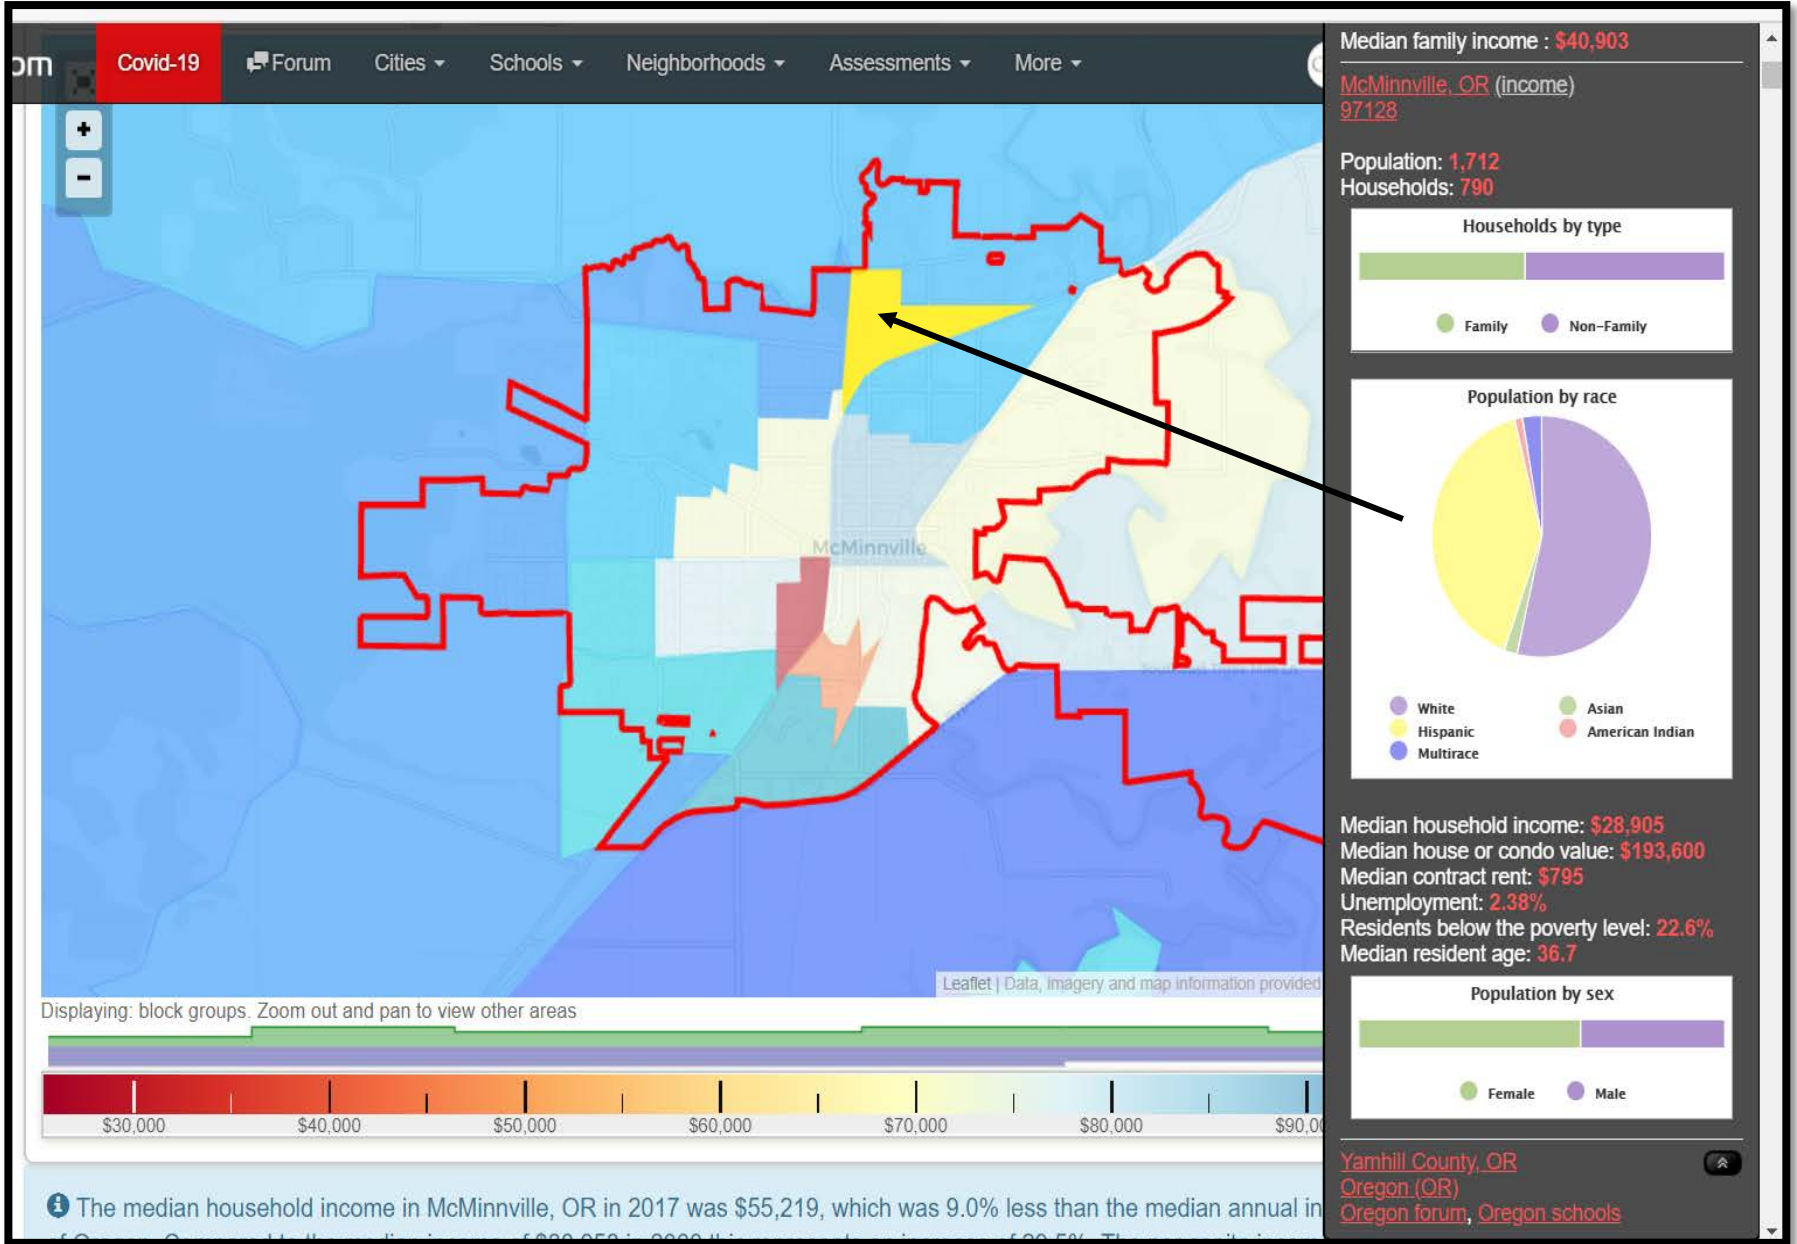 om
Covid-19
Forum
Cities
Schools
Neighborhoods
Assessments
More
+
-
McMinnville
Leaflet | Data, imagery and map information provided
Displaying: block groups. Zoom out and pan to view other areas
$30,000
$40,000
$50,000
$60,000
$70,000
$80,000
$90,00
The median household income in McMinnville, OR in 2017 was $55,219, which was 9.0% less than the median annual in
Median family income : $40,903
McMinnville, OR (income)
97128
Population: 1,712
Households: 790
Households by type
Family
Non-Family
Population by race
White
Asian
Hispanic
American Indian
Multirace
Median household income: $28,905
Median house or condo value: $193,600
Median contract rent: $795
Unemployment: 2.38%
Residents below the poverty level: 22.6%
Median resident age: 36.7
Population by sex
Female
Male
Yamhill County, OR
Oregon (OR)
Oregon forum, Oregon schools